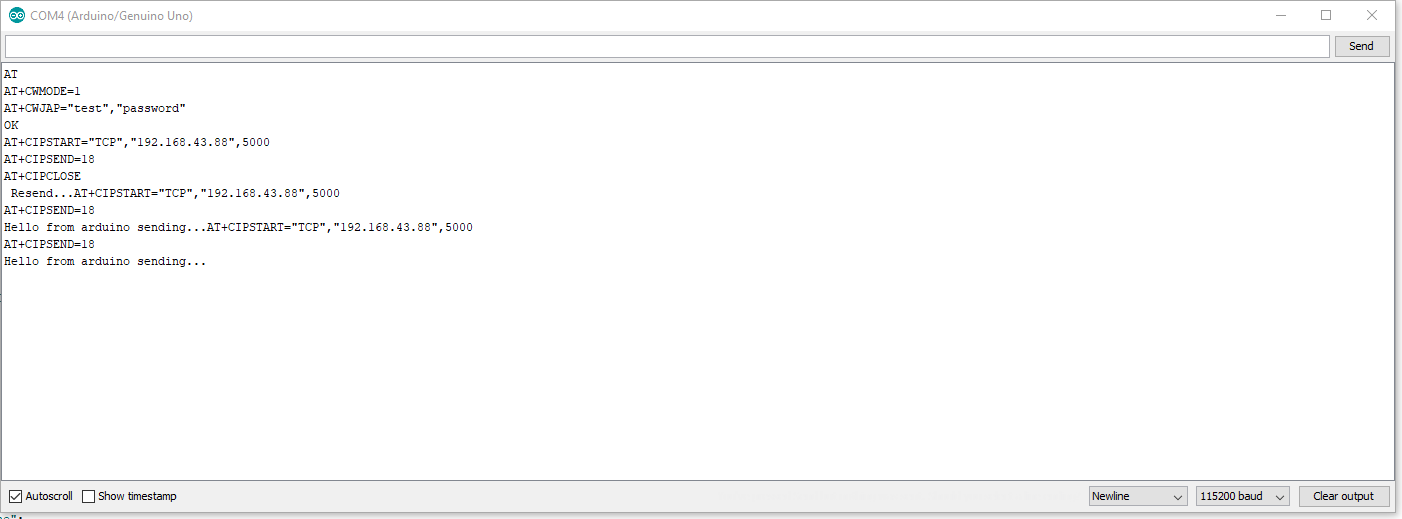 COM4 (Arduino/Genuino Uno)
Send
AT
AT+CWMODE=1
AT+CWJAP="test","password"
OK
AT+CIPSTART="TCP","192.168.43.88",5000
AT+CIPSEND=18
AT+CIPCLOSE
 Resend...AT+CIPSTART="TCP","192.168.43.88",5000
AT+CIPSEND=18
Hello from arduino sending...AT+CIPSTART="TCP","192.168.43.88",5000
AT+CIPSEND=18
Hello from arduino sending...
Autoscroll Show timestamp Newline 115200 baud Clear output